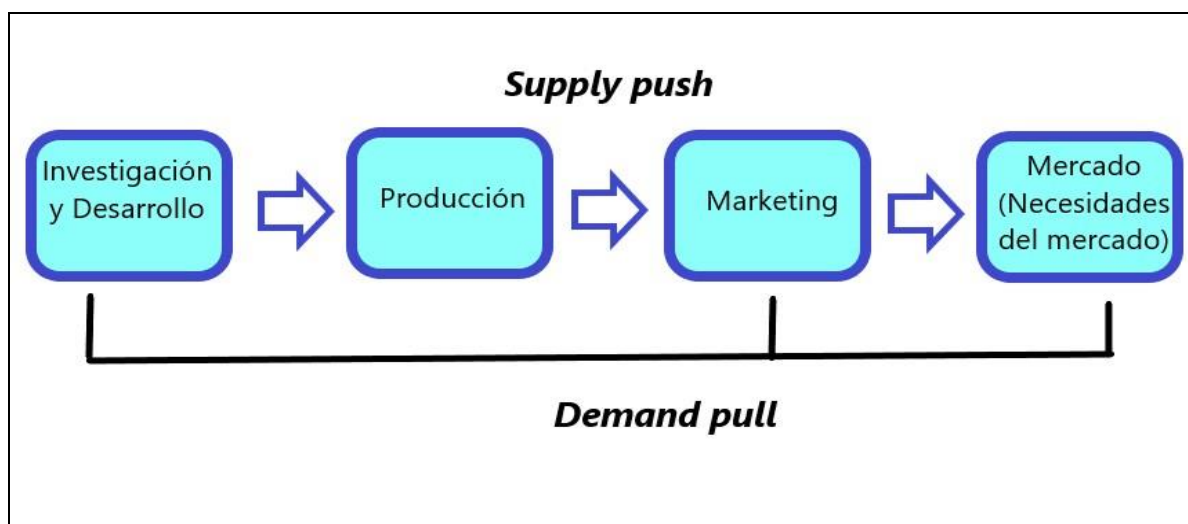 Supply push
Investigación
y Desarrollo
Producción
Marketing
Mercado
(Necesidades
del mercado)
Demand pull